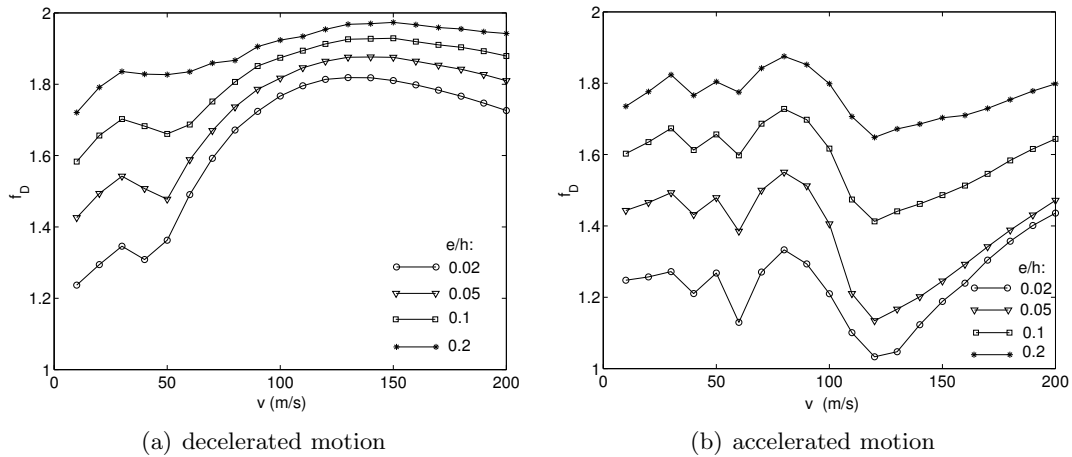 2
1.8
1.6
1.4
1.2
1
f_D
0 50 100 150 200
v (m/s)
e/h:
0.02
0.05
0.1
0.2
(a) decelerated motion
2
1.8
1.6
1.4
1.2
1
f_D
0 50 100 150 200
v (m/s)
e/h:
0.02
0.05
0.1
0.2
(b) accelerated motion